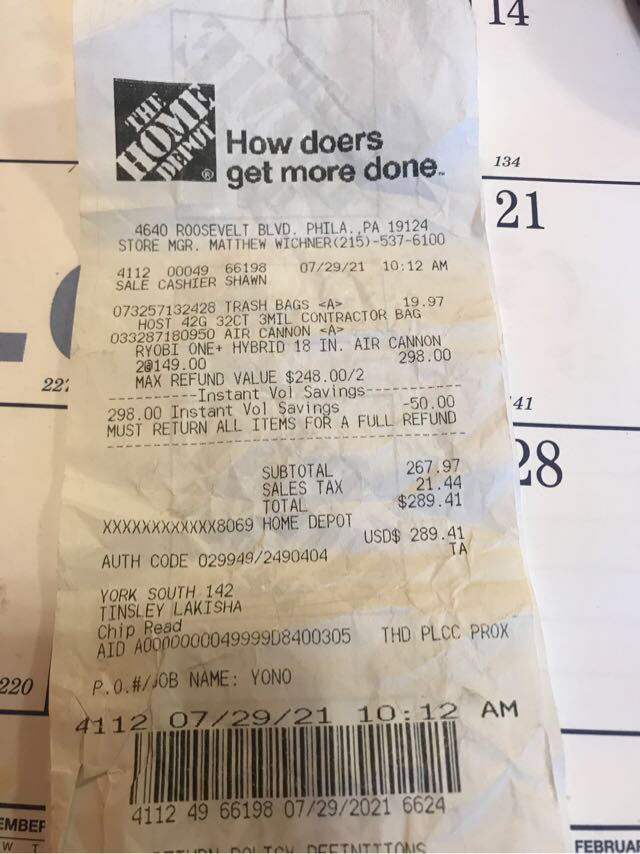 14
134
21
41
28
222
220
EMBER
W T
FEBRUA
THE
HOME
DEPOT
®
How doers
get more done™
4640 ROOSEVELT BLVD. PHILA.,PA 19124
STORE MGR. MATTHEW WICHNER(215)-537-6100
4112 00049 66198 07/29/21 10:12 AM
SALE CASHIER SHAWN
073257132428 TRASH BAGS <A> 19.97
HOST 42G 32CT 3MIL CONTRACTOR BAG
033287180950 AIR CANNON <A>
RYOBI ONE+ HYBRID 18 IN. AIR CANNON
2@149.00 298.00
MAX REFUND VALUE $248.00/2
----------Instant Vol Savings-----------
298.00 Instant Vol Savings -50.00
MUST RETURN ALL ITEMS FOR A FULL REFUND
----------------------------------------
SUBTOTAL 267.97
SALES TAX 21.44
TOTAL $289.41
XXXXXXXXXXXX8069 HOME DEPOT
USD$ 289.41
AUTH CODE 029949/2490404 TA
YORK SOUTH 142
TINSLEY LAKISHA
Chip Read
AID A0000000049999D8400305 THD PLCC PROX
P.O.#/JOB NAME: YONO
4112 07/29/21 10:12 AM
4112 49 66198 07/29/2021 6624
RETURN POLICY DEFINITIONS